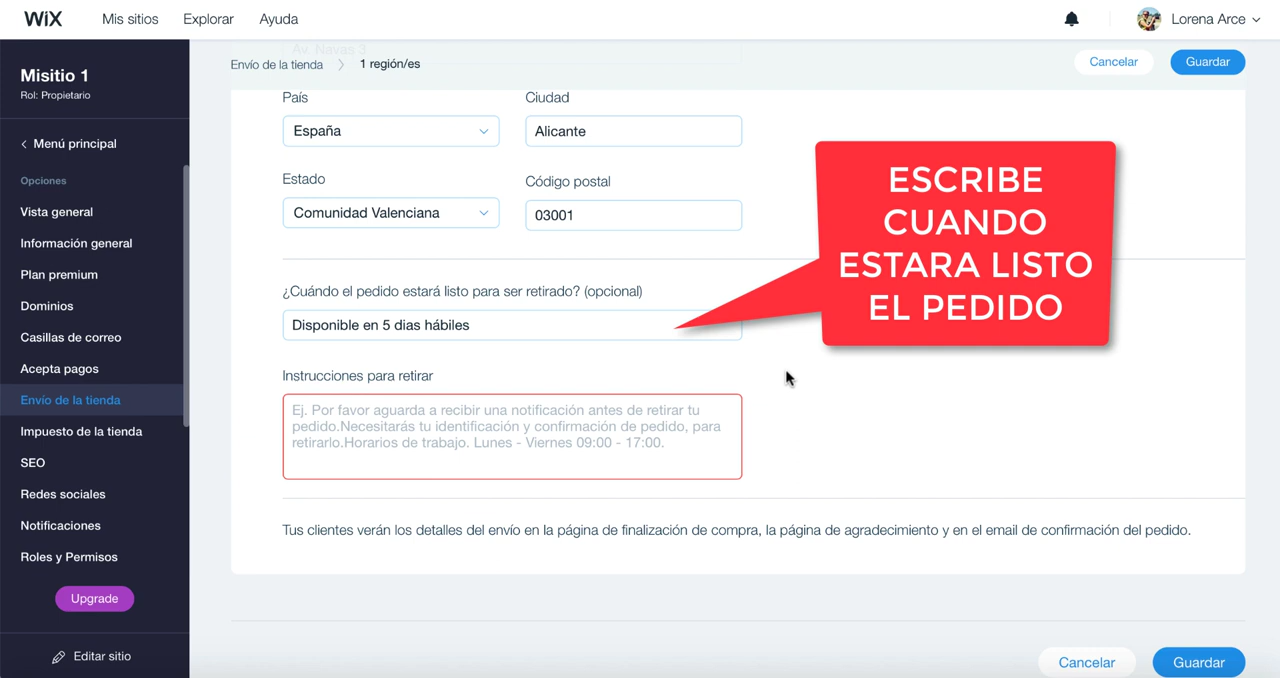 WiX
Mis sitios
Explorar
Ayuda
Lorena Arce
Misitio 1
Rol: Propietario
Menú principal
Opciones
Vista general
Información general
Plan premium
Dominios
Casillas de correo
Acepta pagos
Envío de la tienda
Impuesto de la tienda
SEO
Redes sociales
Notificaciones
Roles y Permisos
Upgrade
Editar sitio
Av. Navas 3
Envío de la tienda
1 región/es
Cancelar
Guardar
País
Ciudad
España
Alicante
Estado
Código postal
Comunidad Valenciana
03001
¿Cuándo el pedido estará listo para ser retirado? (opcional)
Disponible en 5 dias hábiles
Instrucciones para retirar
Ej. Por favor aguarda a recibir una notificación antes de retirar tu
pedido.Necesitarás tu identificación y confirmación de pedido, para
retirarlo.Horarios de trabajo. Lunes - Viernes 09:00 - 17:00.
ESCRIBE
CUANDO
ESTARA LISTO
EL PEDIDO
Tus clientes verán los detalles del envío en la página de finalización de compra, la página de agradecimiento y en el email de confirmación del pedido.
Cancelar
Guardar